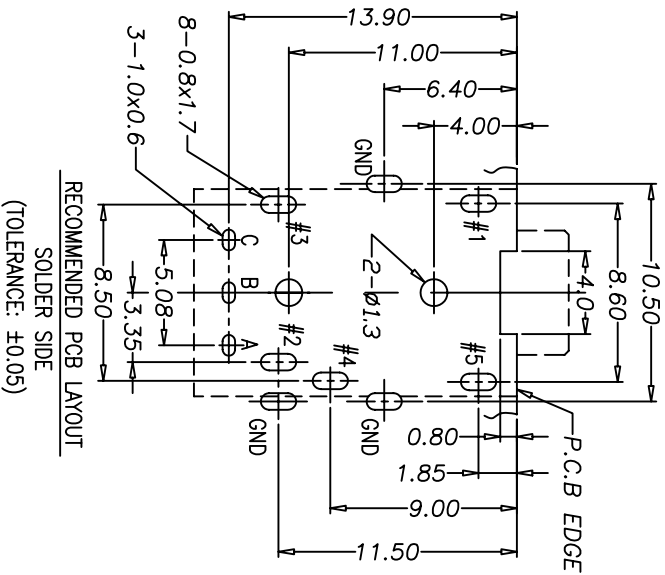 13.90
11.00
6.40
4.00
8-0.8x1.7
3-1.0x0.6
GND
#3
#1
C
B
A
5.08
3.35
8.50
2-ø1.3
4.0
8.60
10.50
#2
#4
#5
GND
GND
0.80
1.85
9.00
11.50
P.C.B EDGE
RECOMMENDED PCB LAYOUT
SOLDER SIDE
(TOLERANCE: ±0.05)